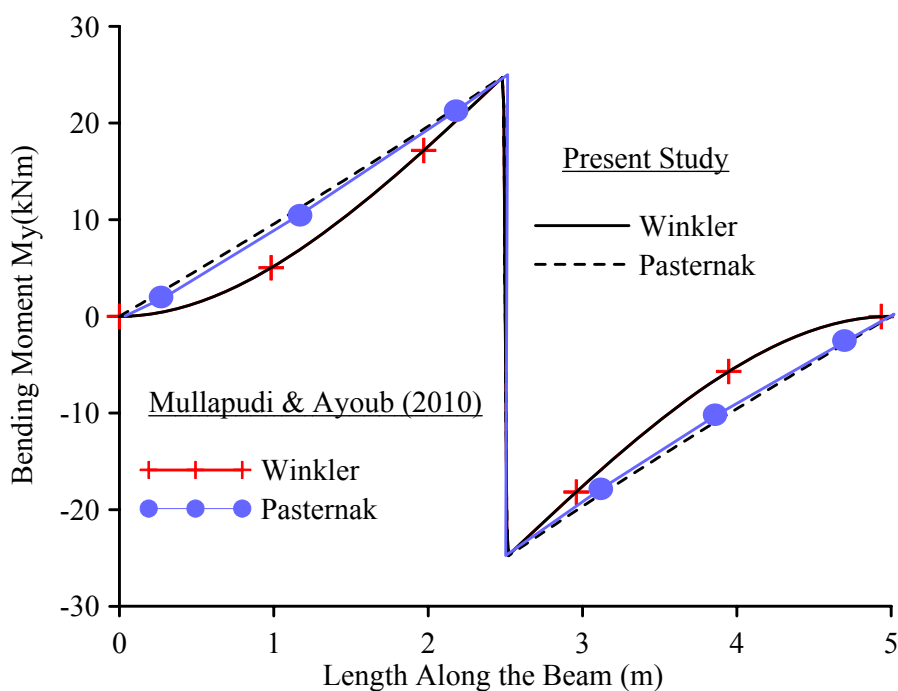 30
20
10
0
-10
-20
-30
Bending Moment My(kNm)
Present Study
Winkler
Pasternak
Mullapudi & Ayoub (2010)
Winkler
Pasternak
0 1 2 3 4 5
Length Along the Beam (m)